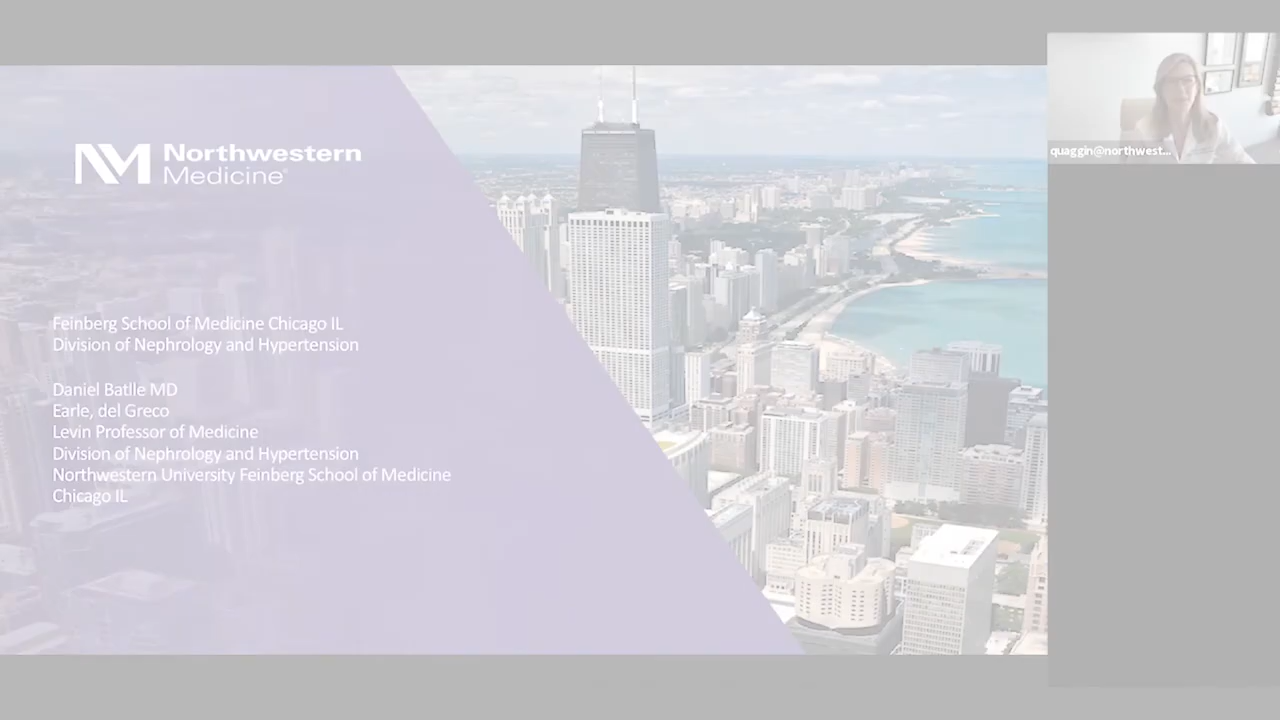 Northwestern
Medicine
quaggin@northwest...
Feinberg School of Medicine Chicago IL
Division of Nephrology and Hypertension
Daniel Batlle MD
Earle, del Greco
Levin Professor of Medicine
Division of Nephrology and Hypertension
Northwestern University Feinberg School of Medicine
Chicago IL